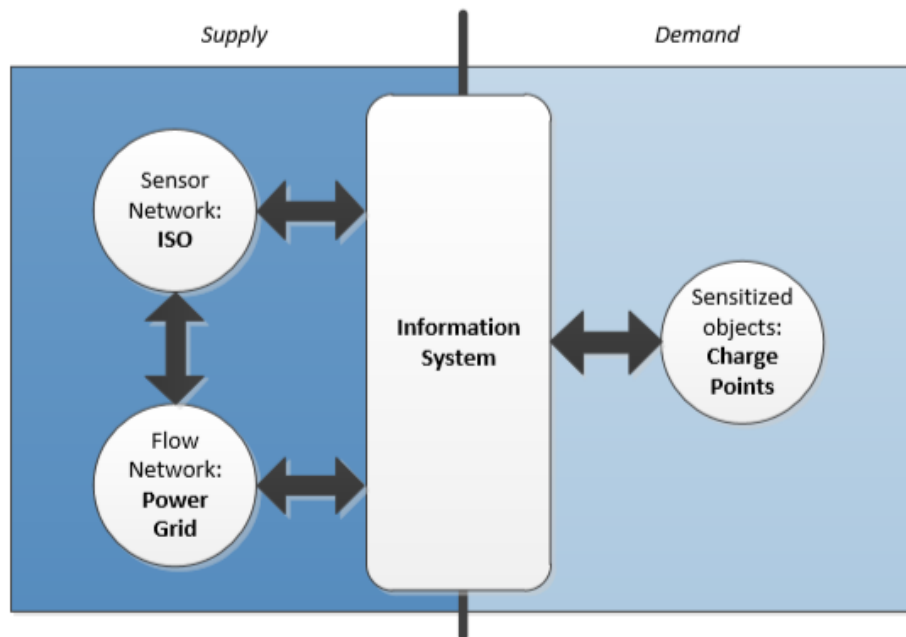 Supply
Demand
Sensor
Network:
ISO
Information
System
Sensitized
objects:
Charge
Points
Flow
Network:
Power
Grid